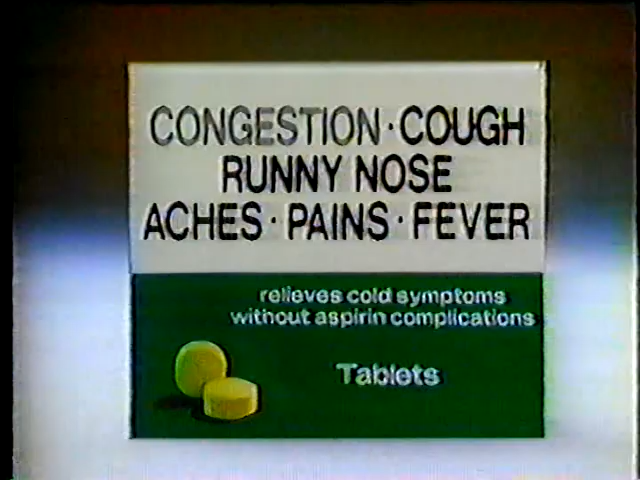 CONGESTION · COUGH
RUNNY NOSE
ACHES · PAINS · FEVER
relieves cold symptoms
without aspirin complications
Tablets